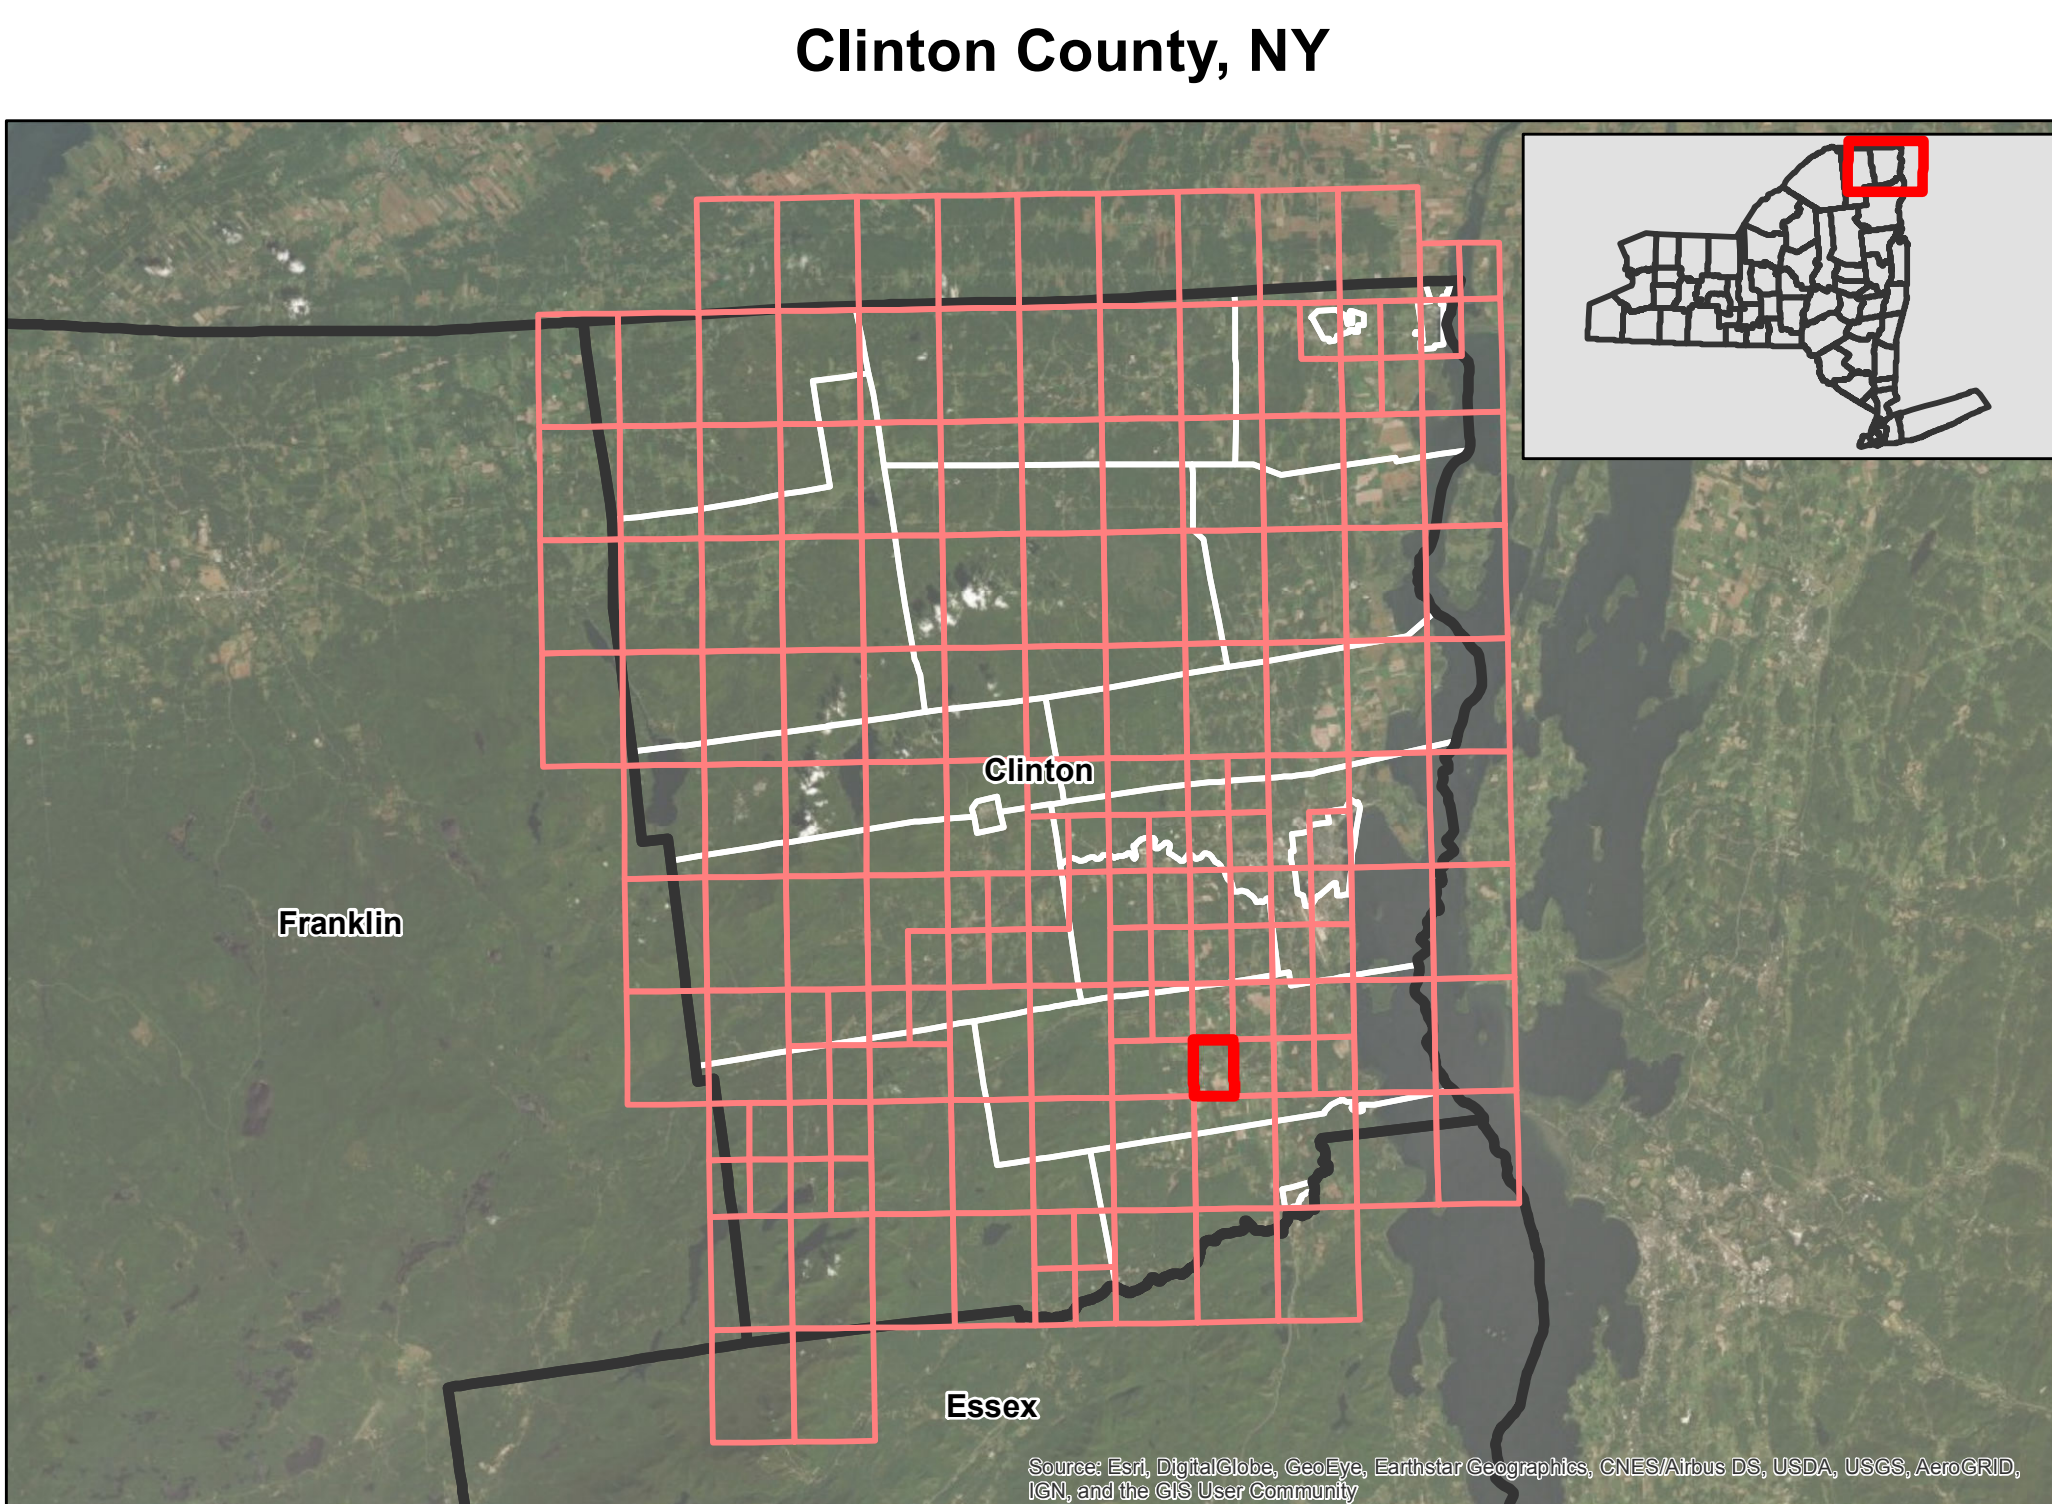 Clinton County, NY
Clinton
Franklin
Essex
Source: Esri, DigitalGlobe, GeoEye, Earthstar Geographics, CNES/Airbus DS, USDA, USGS, AeroGRID,
IGN, and the GIS User Community